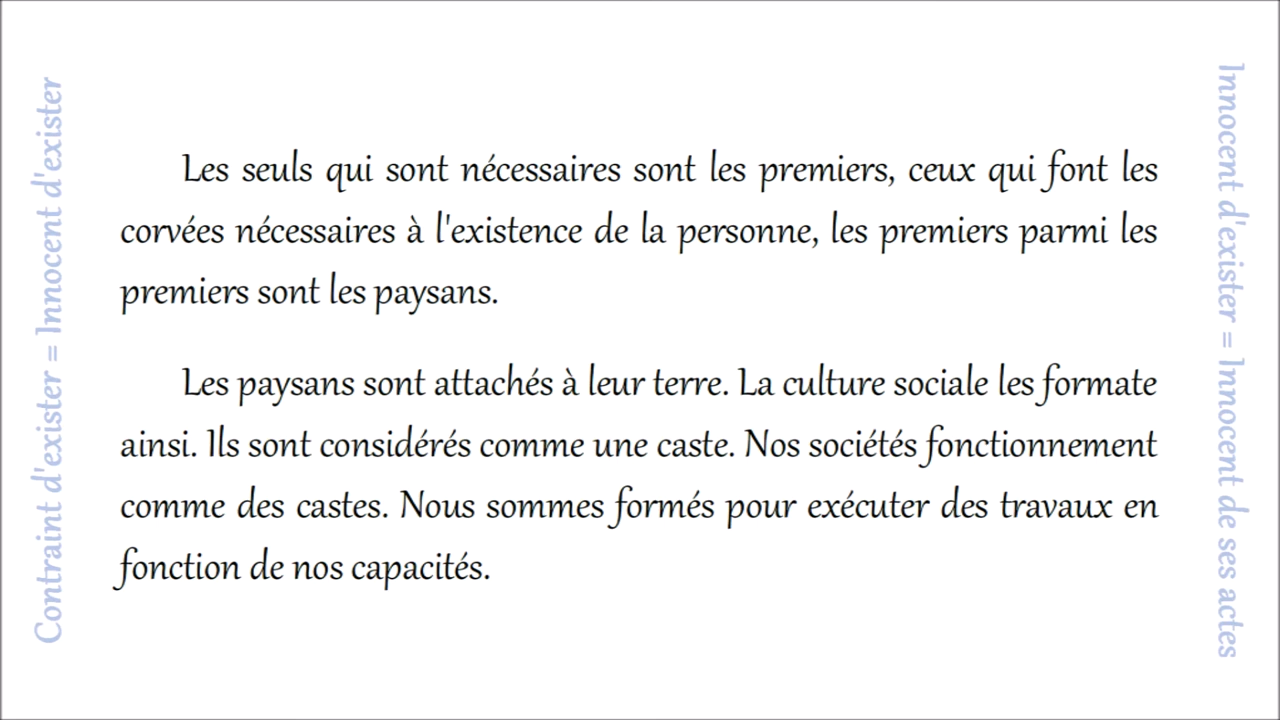 Contraint d'exister = Innocent d'exister
Les seuls qui sont nécessaires sont les premiers, ceux qui font les
corvées nécessaires à l'existence de la personne, les premiers parmi les
premiers sont les paysans.
Les paysans sont attachés à leur terre. La culture sociale les formate
ainsi. Ils sont considérés comme une caste. Nos sociétés fonctionnement
comme des castes. Nous sommes formés pour exécuter des travaux en
fonction de nos capacités.
Innocent d'exister = Innocent de ses actes